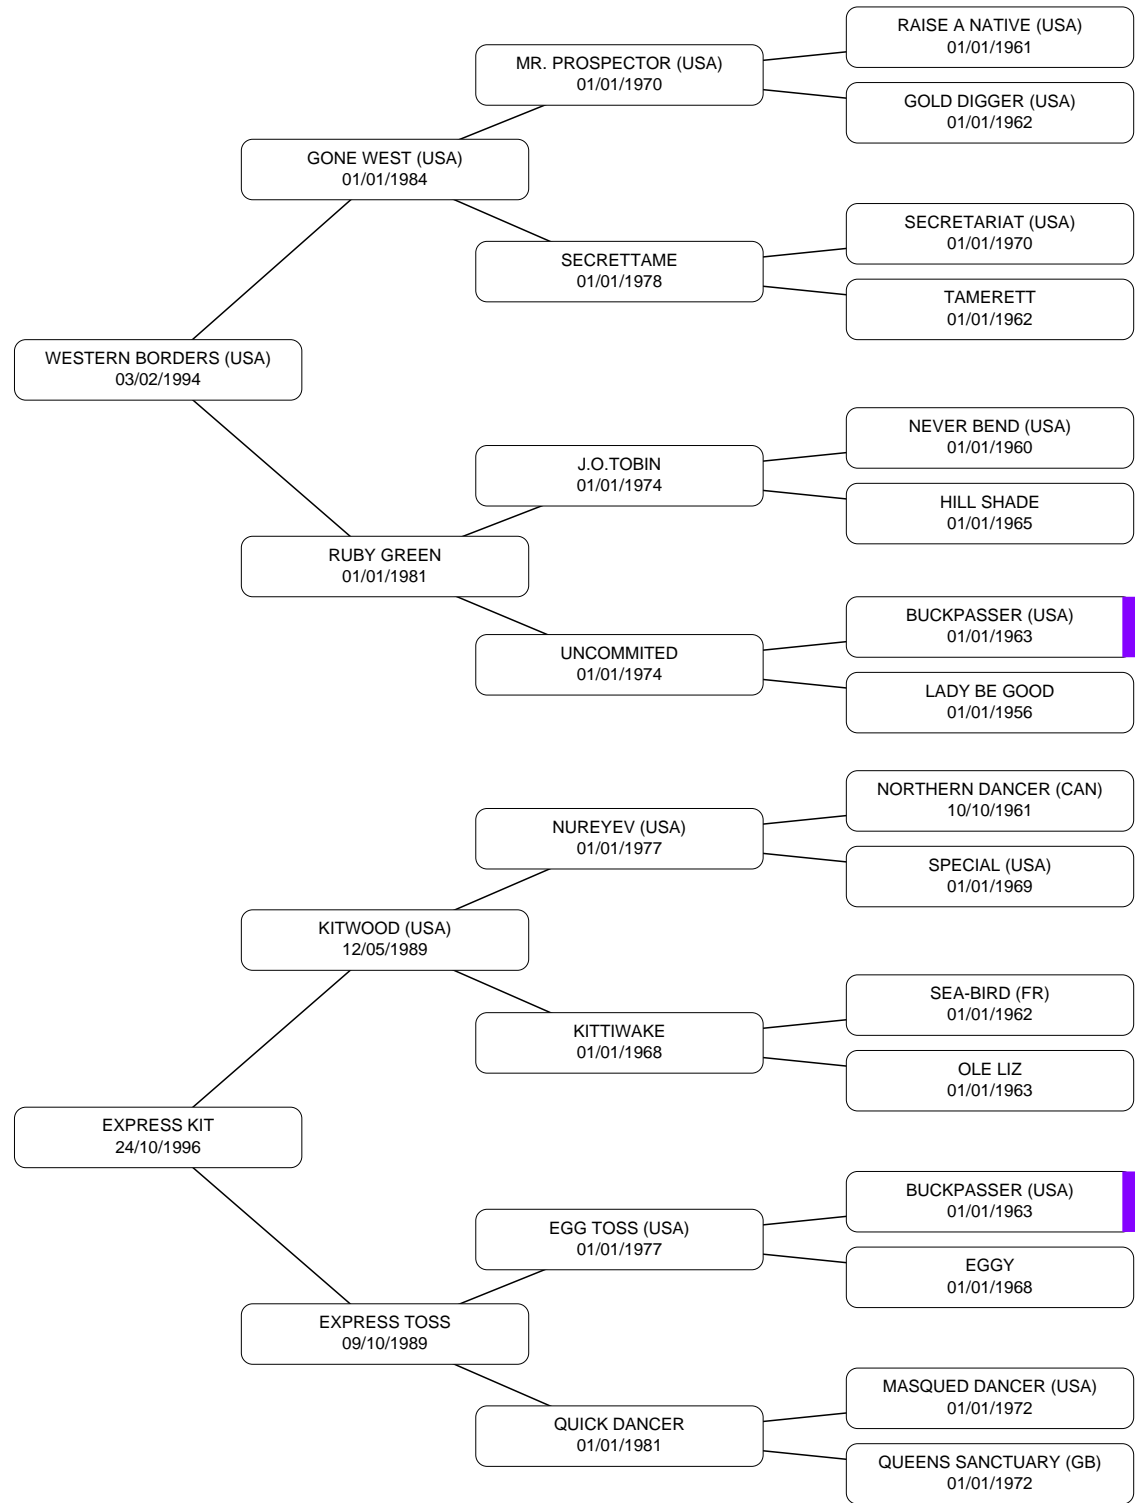 RAISE A NATIVE (USA)
01/01/1961
MR. PROSPECTOR (USA)
01/01/1970
GOLD DIGGER (USA)
01/01/1962
GONE WEST (USA)
01/01/1984
SECRETARIAT (USA)
01/01/1970
SECRETTAME
01/01/1978
TAMERETT
01/01/1962
WESTERN BORDERS (USA)
03/02/1994
NEVER BEND (USA)
01/01/1960
J.O.TOBIN
01/01/1974
HILL SHADE
01/01/1965
RUBY GREEN
01/01/1981
BUCKPASSER (USA)
01/01/1963
UNCOMMITED
01/01/1974
LADY BE GOOD
01/01/1956
NORTHERN DANCER (CAN)
10/10/1961
NUREYEV (USA)
01/01/1977
SPECIAL (USA)
01/01/1969
KITWOOD (USA)
12/05/1989
SEA-BIRD (FR)
01/01/1962
KITTIWAKE
01/01/1968
OLE LIZ
01/01/1963
EXPRESS KIT
24/10/1996
BUCKPASSER (USA)
01/01/1963
EGG TOSS (USA)
01/01/1977
EGGY
01/01/1968
EXPRESS TOSS
09/10/1989
MASQUED DANCER (USA)
01/01/1972
QUICK DANCER
01/01/1981
QUEENS SANCTUARY (GB)
01/01/1972